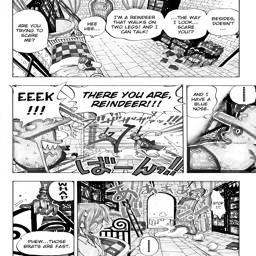 BESIDES,
DOESN'T
...THE WAY
I LOOK...
SCARE
YOU!?
I'M A REINDEER
THAT WALKS ON
TWO LEGS! AND I
CAN TALK!
HEE
HEE...
ARE YOU
TRYING
TO SCARE
ME?
AND I
HAVE A
BLUE
NOSE.
THERE YOU ARE,
REINDEER!!!
EEEK
!!!
STOP
PHEW...THOSE
BRATS ARE FAST.